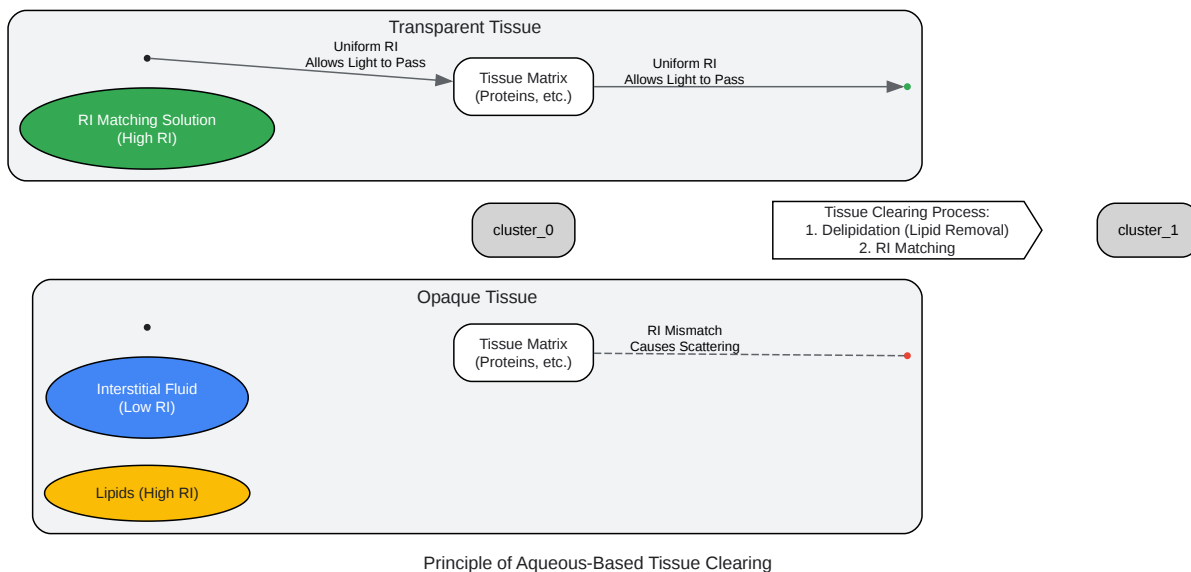 Transparent Tissue
Uniform RI
Allows Light to Pass
Uniform RI
Allows Light to Pass
Tissue Matrix
(Proteins, etc.)
RI Matching Solution
(High RI)
cluster_0
Tissue Clearing Process:
1. Delipidation (Lipid Removal)
2. RI Matching
cluster_1
Opaque Tissue
Tissue Matrix
(Proteins, etc.)
RI Mismatch
Causes Scattering
Interstitial Fluid
(Low RI)
Lipids (High RI)
Principle of Aqueous-Based Tissue Clearing